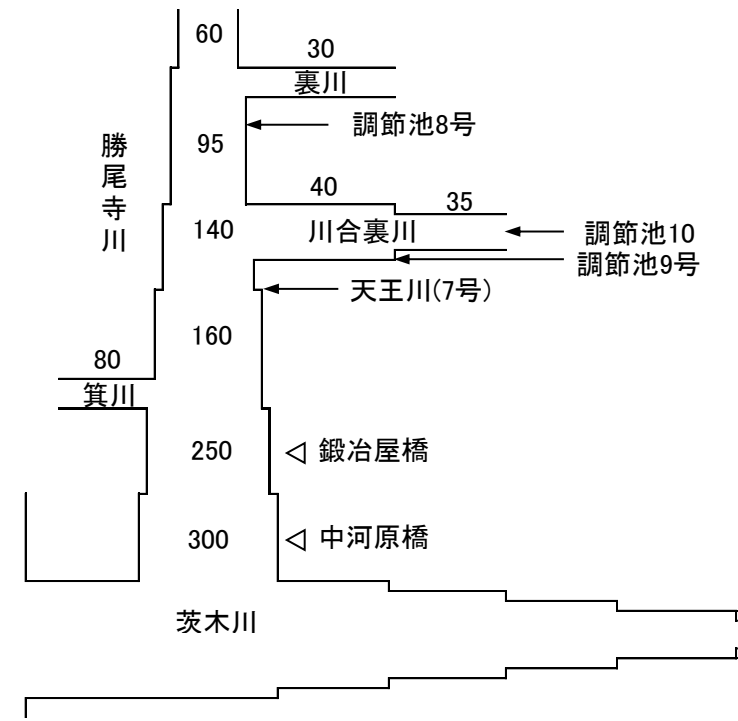 60
30
裏川
調節池8号
95
勝尾寺川
40
35
140
川合裏川
調節池10
調節池9号
天王川(7号)
160
80
箕川
250
鍛冶屋橋
300
中河原橋
茨木川